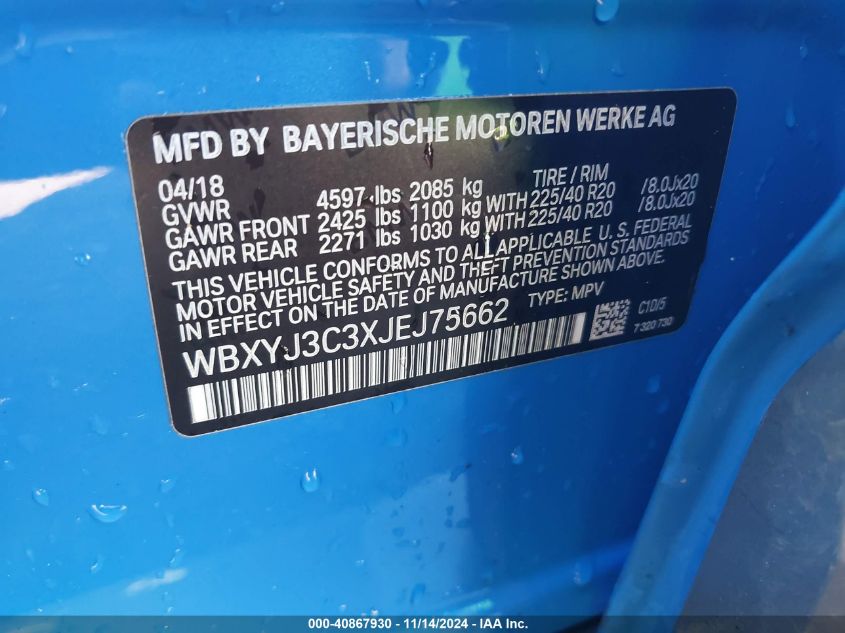 MFD BY BAYERISCHE MOTOREN WERKE AG
04/18 TIRE / RIM
GVWR 4597 lbs 2085 kg
GAWR FRONT 2425 lbs 1100 kg WITH 225/40 R20 /8.0Jx20
GAWR REAR 2271 lbs 1030 kg WITH 225/40 R20 /8.0Jx20
THIS VEHICLE CONFORMS TO ALL APPLICABLE U. S. FEDERAL
MOTOR VEHICLE SAFETY AND THEFT PREVENTION STANDARDS
IN EFFECT ON THE DATE OF MANUFACTURE SHOWN ABOVE.
WBXYJ3C3XJEJ75662 TYPE: MPV
C1D/5
7 320 730
000-40867930 - 11/14/2024 - IAA, Inc.